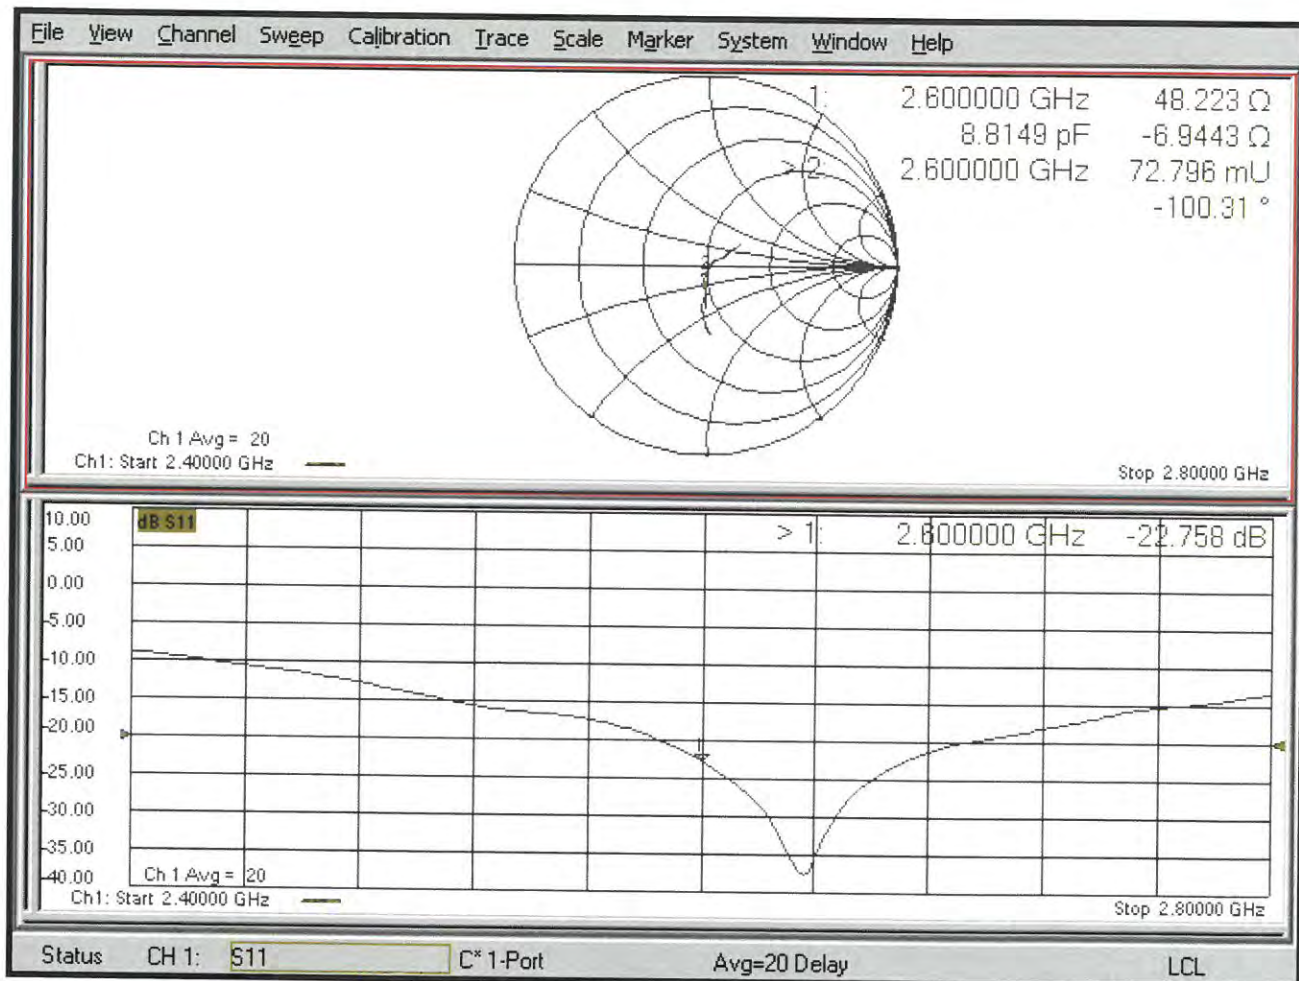 File View Channel Sweep Calibration Trace Scale Marker System Window Help
1: 2.600000 GHz 48.223 Ω
8.8149 pF -6.9443 Ω
> 2 2.600000 GHz 72.796 mU
-100.31 °
Ch 1 Avg = 20
Ch1: Start 2.40000 GHz
Stop 2.80000 GHz
10.00
dB S11
> 1: 2.600000 GHz -22.758 dB
5.00
0.00
-5.00
-10.00
-15.00
-20.00
-25.00
-30.00
-35.00
-40.00
Ch 1 Avg = 20
Ch1: Start 2.40000 GHz
Stop 2.80000 GHz
Status CH 1: S11 C* 1-Port Avg=20 Delay LCL